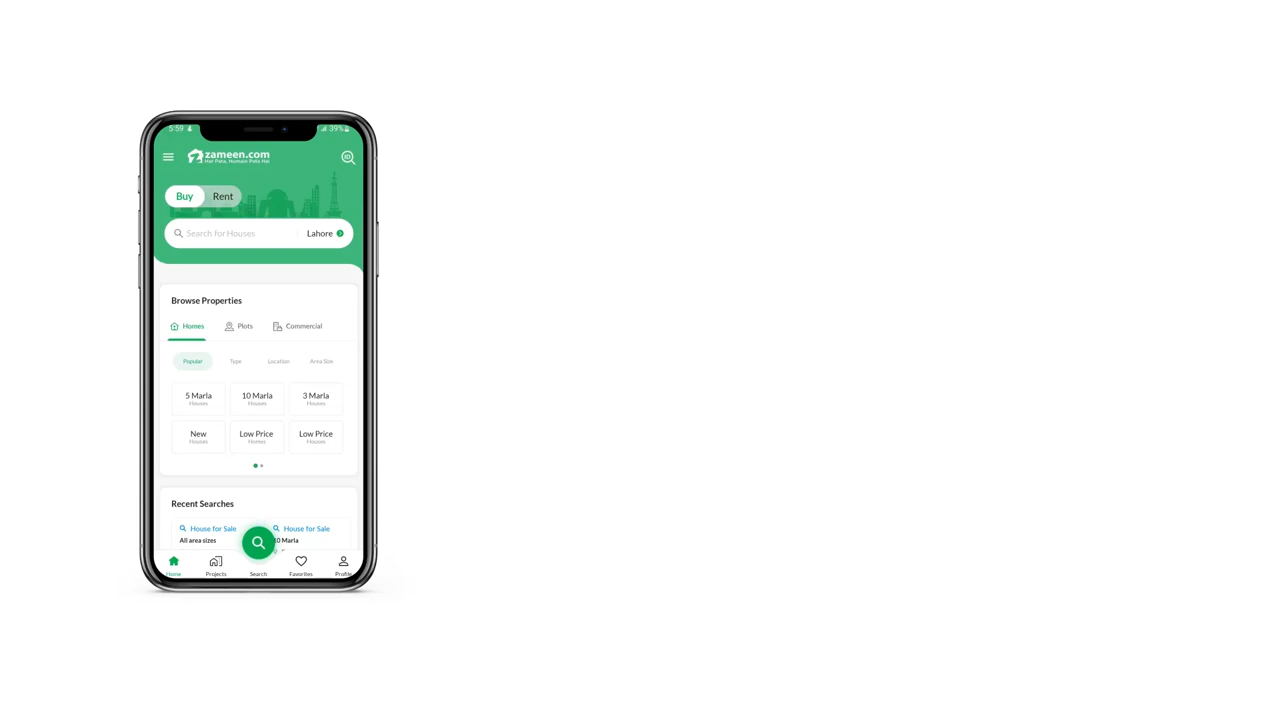 5:59 39%
zameen.com
Har Pata, Humain Pata Hai
ID
Buy Rent
Search for Houses Lahore
Browse Properties
Homes Plots Commercial
Popular Type Location Area Size
5 Marla 10 Marla 3 Marla
Houses Houses Houses
New Low Price Low Price
Houses Homes Houses
Recent Searches
House for Sale House for Sale
All area sizes 10 Marla
Home Projects Search Favorites Profile